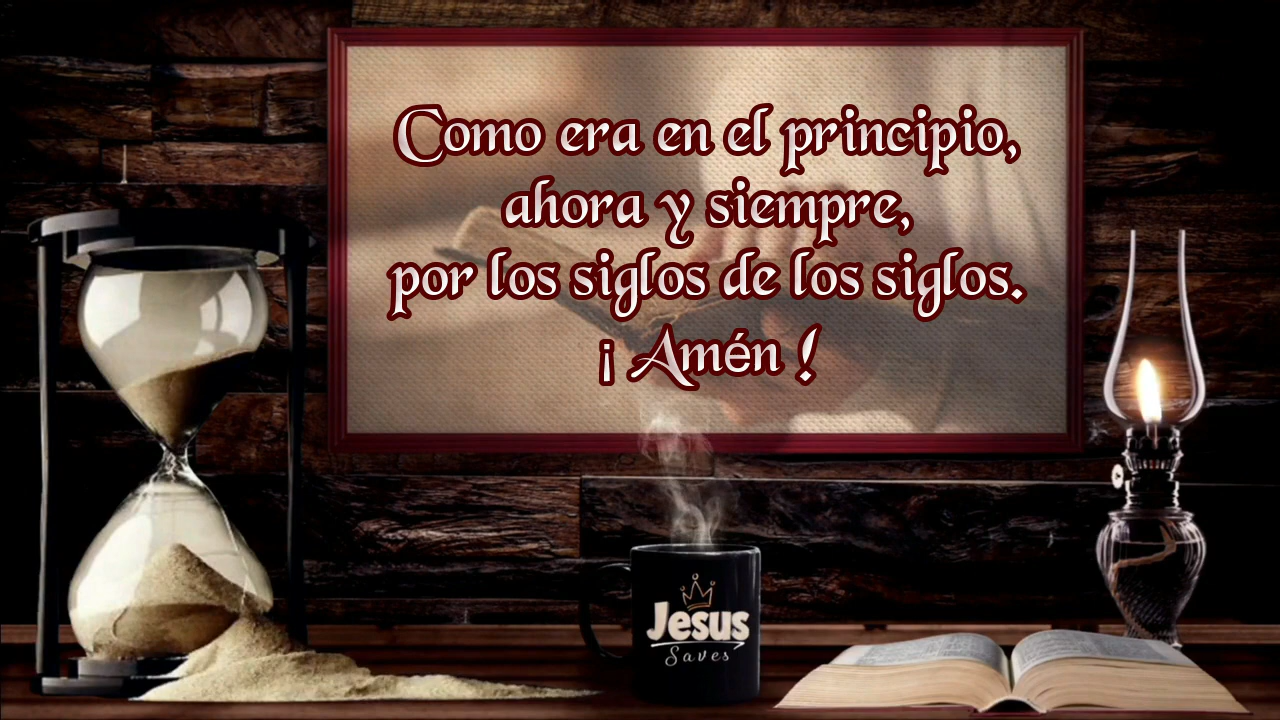 Como era en el principio,
ahora y siempre,
por los siglos de los siglos.
¡ Amén !
Jesus
Saves